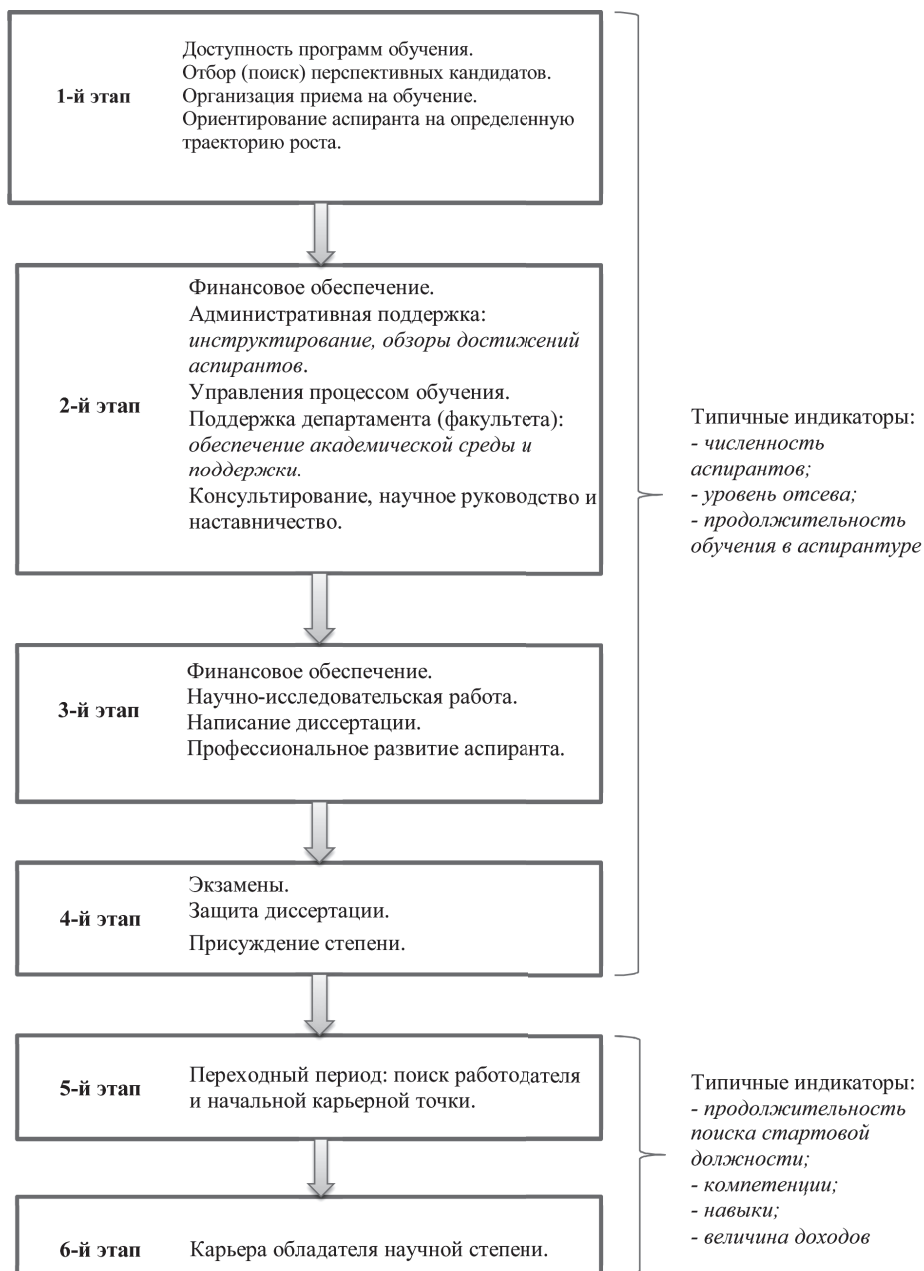 1-й этап
Доступность программ обучения.
Отбор (поиск) перспективных кандидатов.
Организация приема на обучение.
Ориентирование аспиранта на определенную
траекторию роста.
2-й этап
Финансовое обеспечение.
Административная поддержка:
инструктирование, обзоры достижений
аспирантов.
Управления процессом обучения.
Поддержка департамента (факультета):
обеспечение академической среды и
поддержки.
Консультирование, научное руководство и
наставничество.
3-й этап
Финансовое обеспечение.
Научно-исследовательская работа.
Написание диссертации.
Профессиональное развитие аспиранта.
4-й этап
Экзамены.
Защита диссертации.
Присуждение степени.
Типичные индикаторы:
- численность
аспирантов;
- уровень отсева;
- продолжительность
обучения в аспирантуре
5-й этап
Переходный период: поиск работодателя
и начальной карьерной точки.
6-й этап
Карьера обладателя научной степени.
Типичные индикаторы:
- продолжительность
поиска стартовой
должности;
- компетенции;
- навыки;
- величина доходов